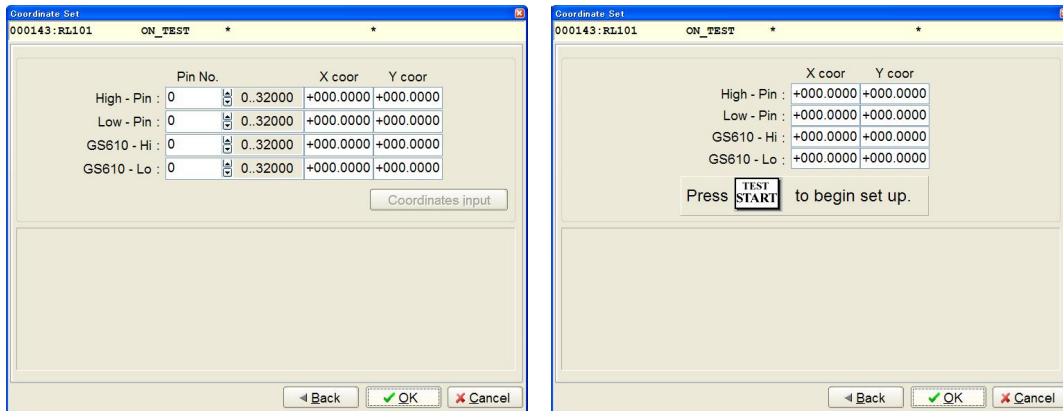 Coordinate Set
000143:RL101 ON_TEST * *
Pin No. X coor Y coor
High - Pin : 0 0..32000 +000.0000 +000.0000
Low - Pin : 0 0..32000 +000.0000 +000.0000
GS610 - Hi : 0 0..32000 +000.0000 +000.0000
GS610 - Lo : 0 0..32000 +000.0000 +000.0000
Coordinates input
Back OK Cancel
Coordinate Set
000143:RL101 ON_TEST * *
X coor Y coor
High - Pin : +000.0000 +000.0000
Low - Pin : +000.0000 +000.0000
GS610 - Hi : +000.0000 +000.0000
GS610 - Lo : +000.0000 +000.0000
Press TEST START to begin set up.
Back OK Cancel